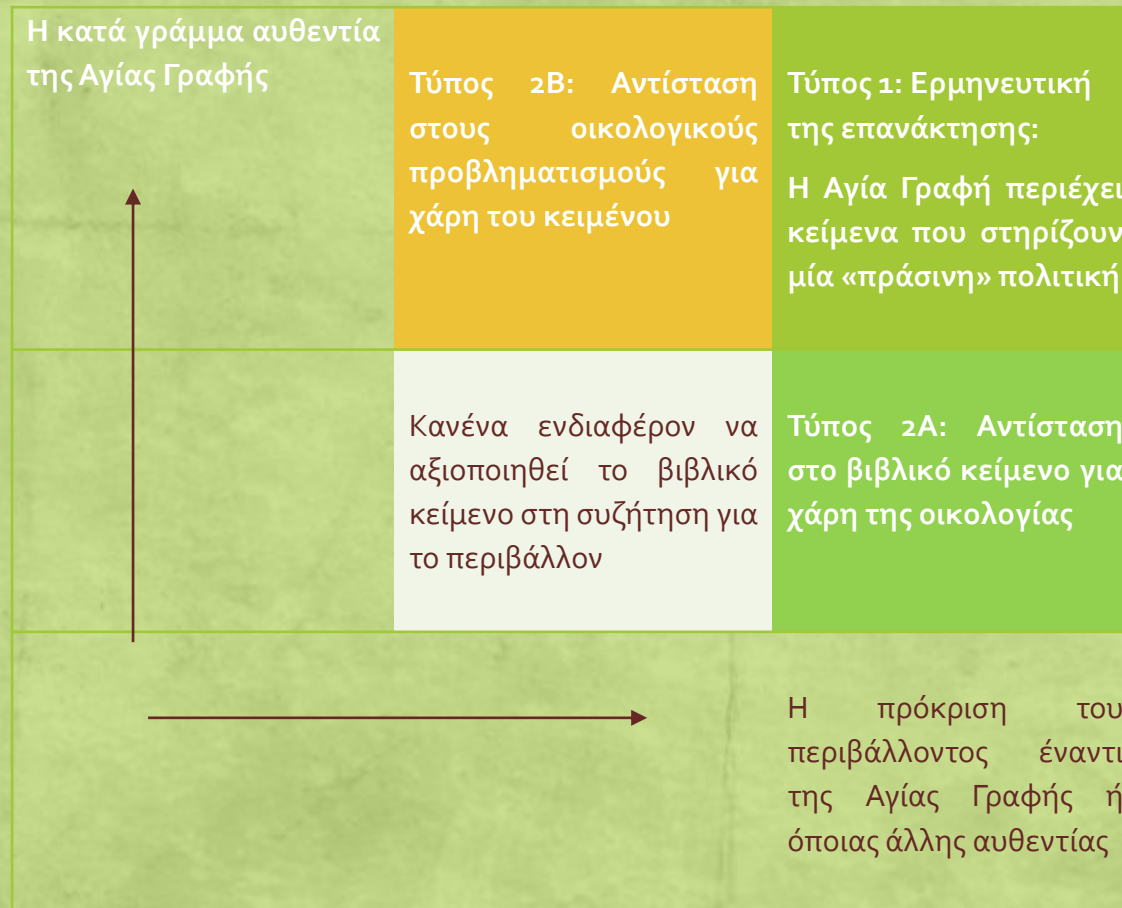 Η κατά γράμμα αυθεντία
της Αγίας Γραφής
Τύπος 2Β: Αντίσταση
στους οικολογικούς
προβληματισμούς για
χάρη του κειμένου
Τύπος 1: Ερμηνευτική
της επανάκτησης:
Η Αγία Γραφή περιέχει
κείμενα που στηρίζουν
μία «πράσινη» πολιτική
Κανένα ενδιαφέρον να
αξιοποιηθεί το βιβλικό
κείμενο στη συζήτηση για
το περιβάλλον
Τύπος 2Α: Αντίσταση
στο βιβλικό κείμενο για
χάρη της οικολογίας
Η πρόκριση του
περιβάλλοντος έναντι
της Αγίας Γραφής ή
όποιας άλλης αυθεντίας